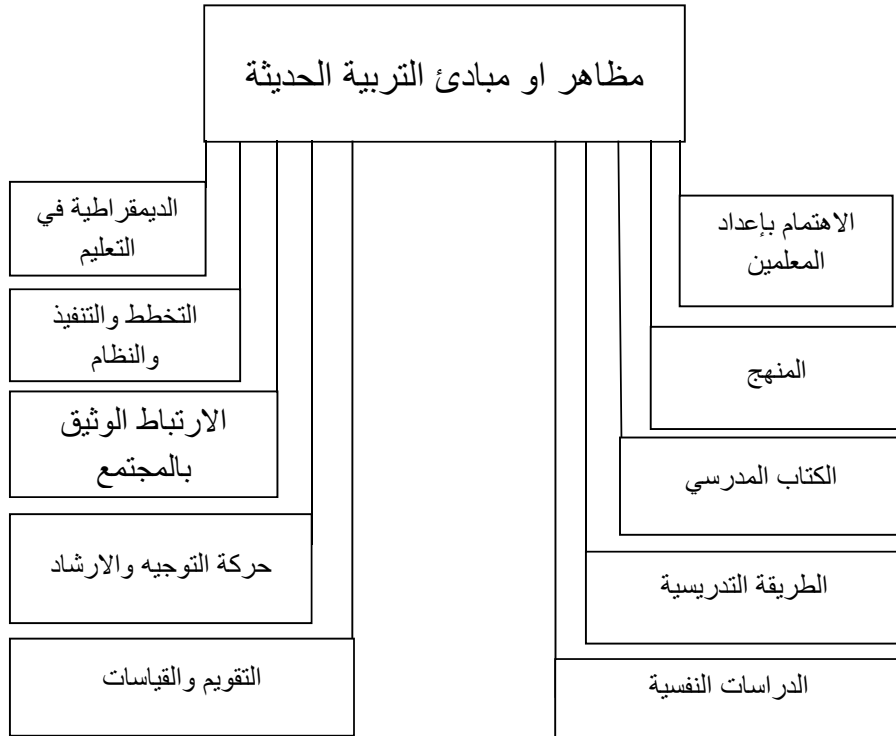 مظاهر او مبادئ التربية الحديثة
الاهتمام بإعداد
المعلمين
المنهج
الكتاب المدرسي
الطريقة التدريسية
الدراسات النفسية
الديمقراطية في
التعليم
التخطط والتنفيذ
والنظام
الارتباط الوثيق
بالمجتمع
حركة التوجيه والارشاد
التقويم والقياسات